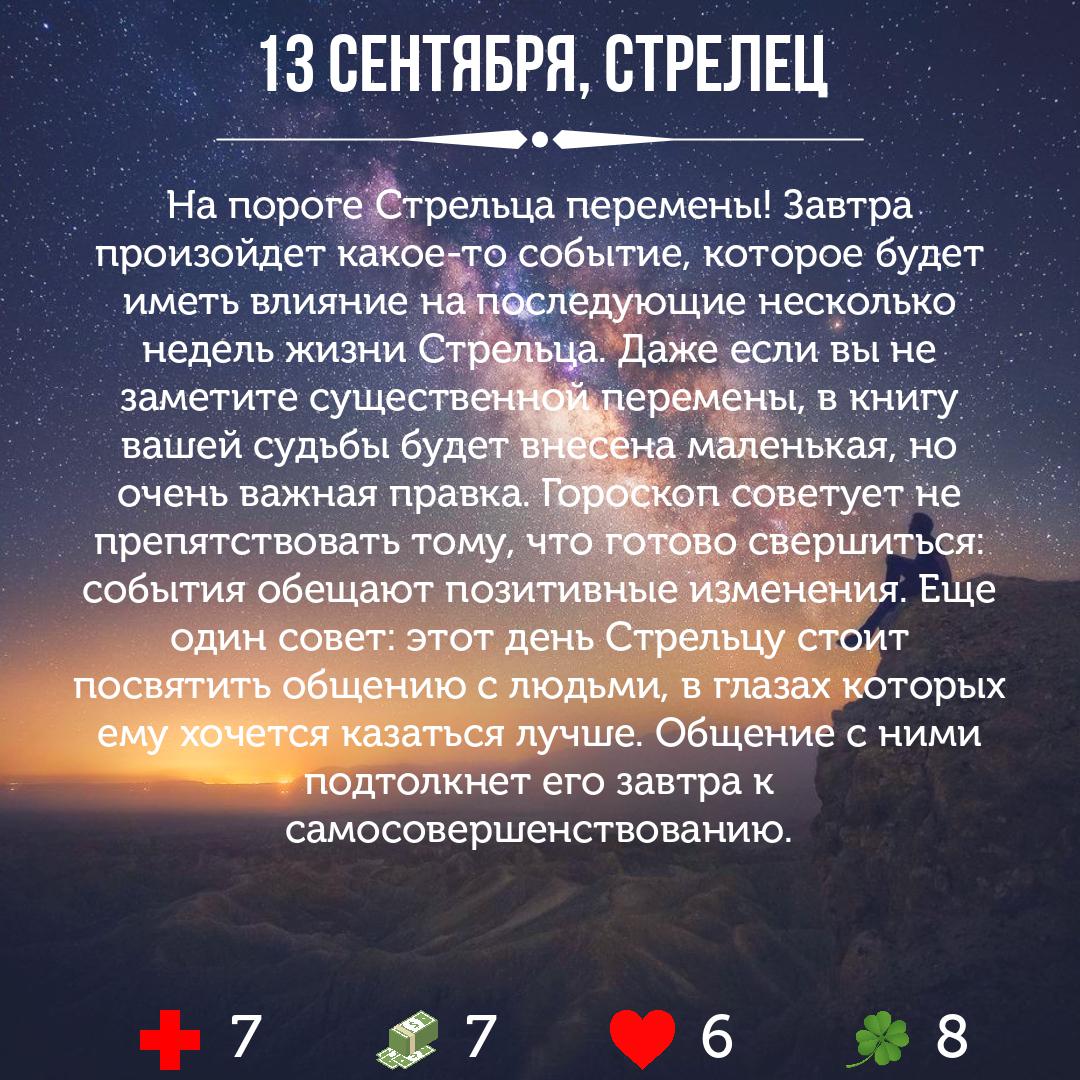 13 СЕНТЯБРЯ, СТРЕЛЕЦ
На пороге Стрельца перемены! Завтра
произойдет какое-то событие, которое будет
иметь влияние на последующие несколько
недель жизни Стрельца. Даже если вы не
заметите существенной перемены, в книгу
вашей судьбы будет внесена маленькая, но
очень важная правка. Гороскоп советует не
препятствовать тому, что готово свершиться:
события обещают позитивные изменения. Еще
один совет: этот день Стрельцу стоит
посвятить общению с людьми, в глазах которых
ему хочется казаться лучше. Общение с ними
подтолкнет его завтра к
самосовершенствованию.
7 7 6 8